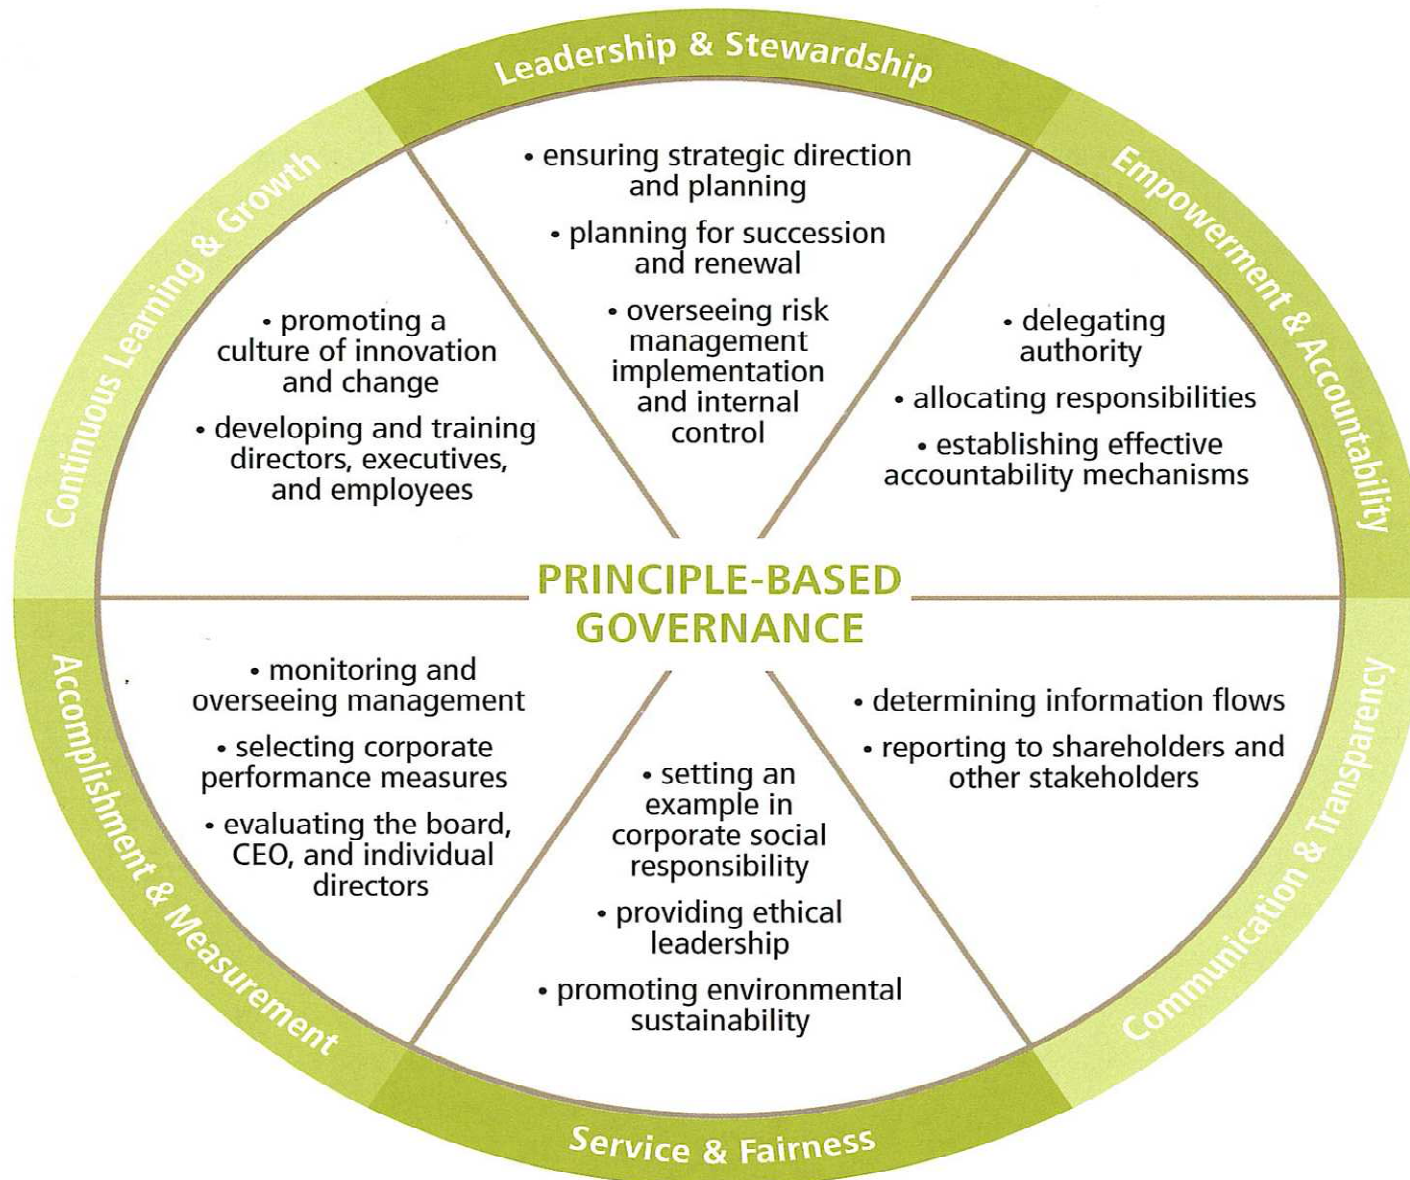 Leadership & Stewardship
• ensuring strategic direction
and planning
• planning for succession
and renewal
• overseeing risk
management
implementation
and internal
control
Empowerment & Accountability
• delegating
authority
• allocating responsibilities
• establishing effective
accountability mechanisms
Communication & Transparency
• determining information flows
• reporting to shareholders and
other stakeholders
Service & Fairness
• setting an
example in
corporate social
responsibility
• providing ethical
leadership
• promoting environmental
sustainability
Accomplishment & Measurement
• monitoring and
overseeing management
• selecting corporate
performance measures
• evaluating the board,
CEO, and individual
directors
Continuous Learning & Growth
• promoting a
culture of innovation
and change
• developing and training
directors, executives,
and employees
PRINCIPLE-BASED
GOVERNANCE